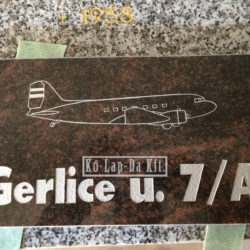 + 1958
Kő-Lap-Da Kft.
Gerlice u. 7/A